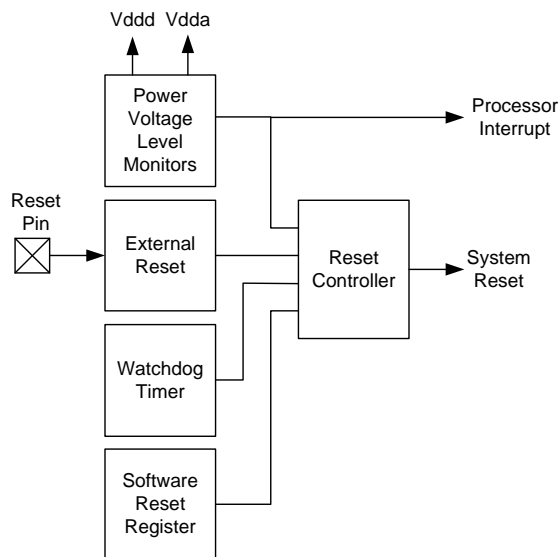 Vddd Vdda
Power
Voltage
Level
Monitors
Processor
Interrupt
Reset
Pin
External
Reset
Reset
Controller
System
Reset
Watchdog
Timer
Software
Reset
Register